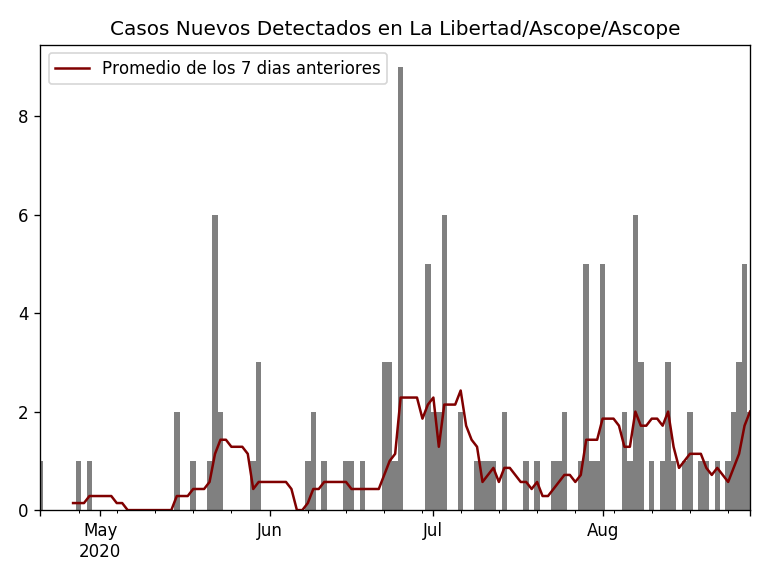 Casos Nuevos Detectados en La Libertad/Ascope/Ascope
Promedio de los 7 dias anteriores
8
6
4
2
0
May Jun Jul Aug
2020